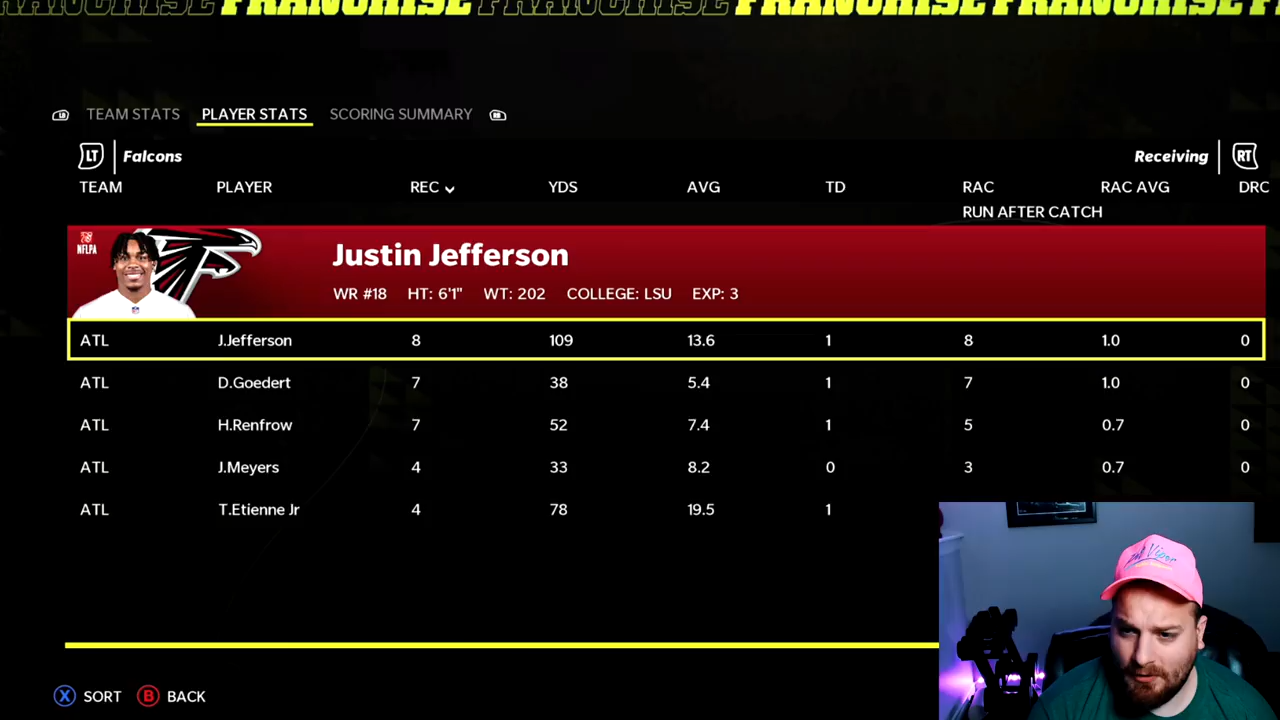 FRANCHISE FRANCHISE FRANCHISE FRANCHISE FRANCHISE
LB TEAM STATS PLAYER STATS SCORING SUMMARY RB
LT Falcons Receiving RT
TEAM PLAYER REC YDS AVG TD RAC RAC AVG DRC
RUN AFTER CATCH
NFLPA
Justin Jefferson
WR #18 HT: 6'1" WT: 202 COLLEGE: LSU EXP: 3
ATL J.Jefferson 8 109 13.6 1 8 1.0 0
ATL D.Goedert 7 38 5.4 1 7 1.0 0
ATL H.Renfrow 7 52 7.4 1 5 0.7 0
ATL J.Meyers 4 33 8.2 0 3 0.7 0
ATL T.Etienne Jr 4 78 19.5 1
X SORT B BACK